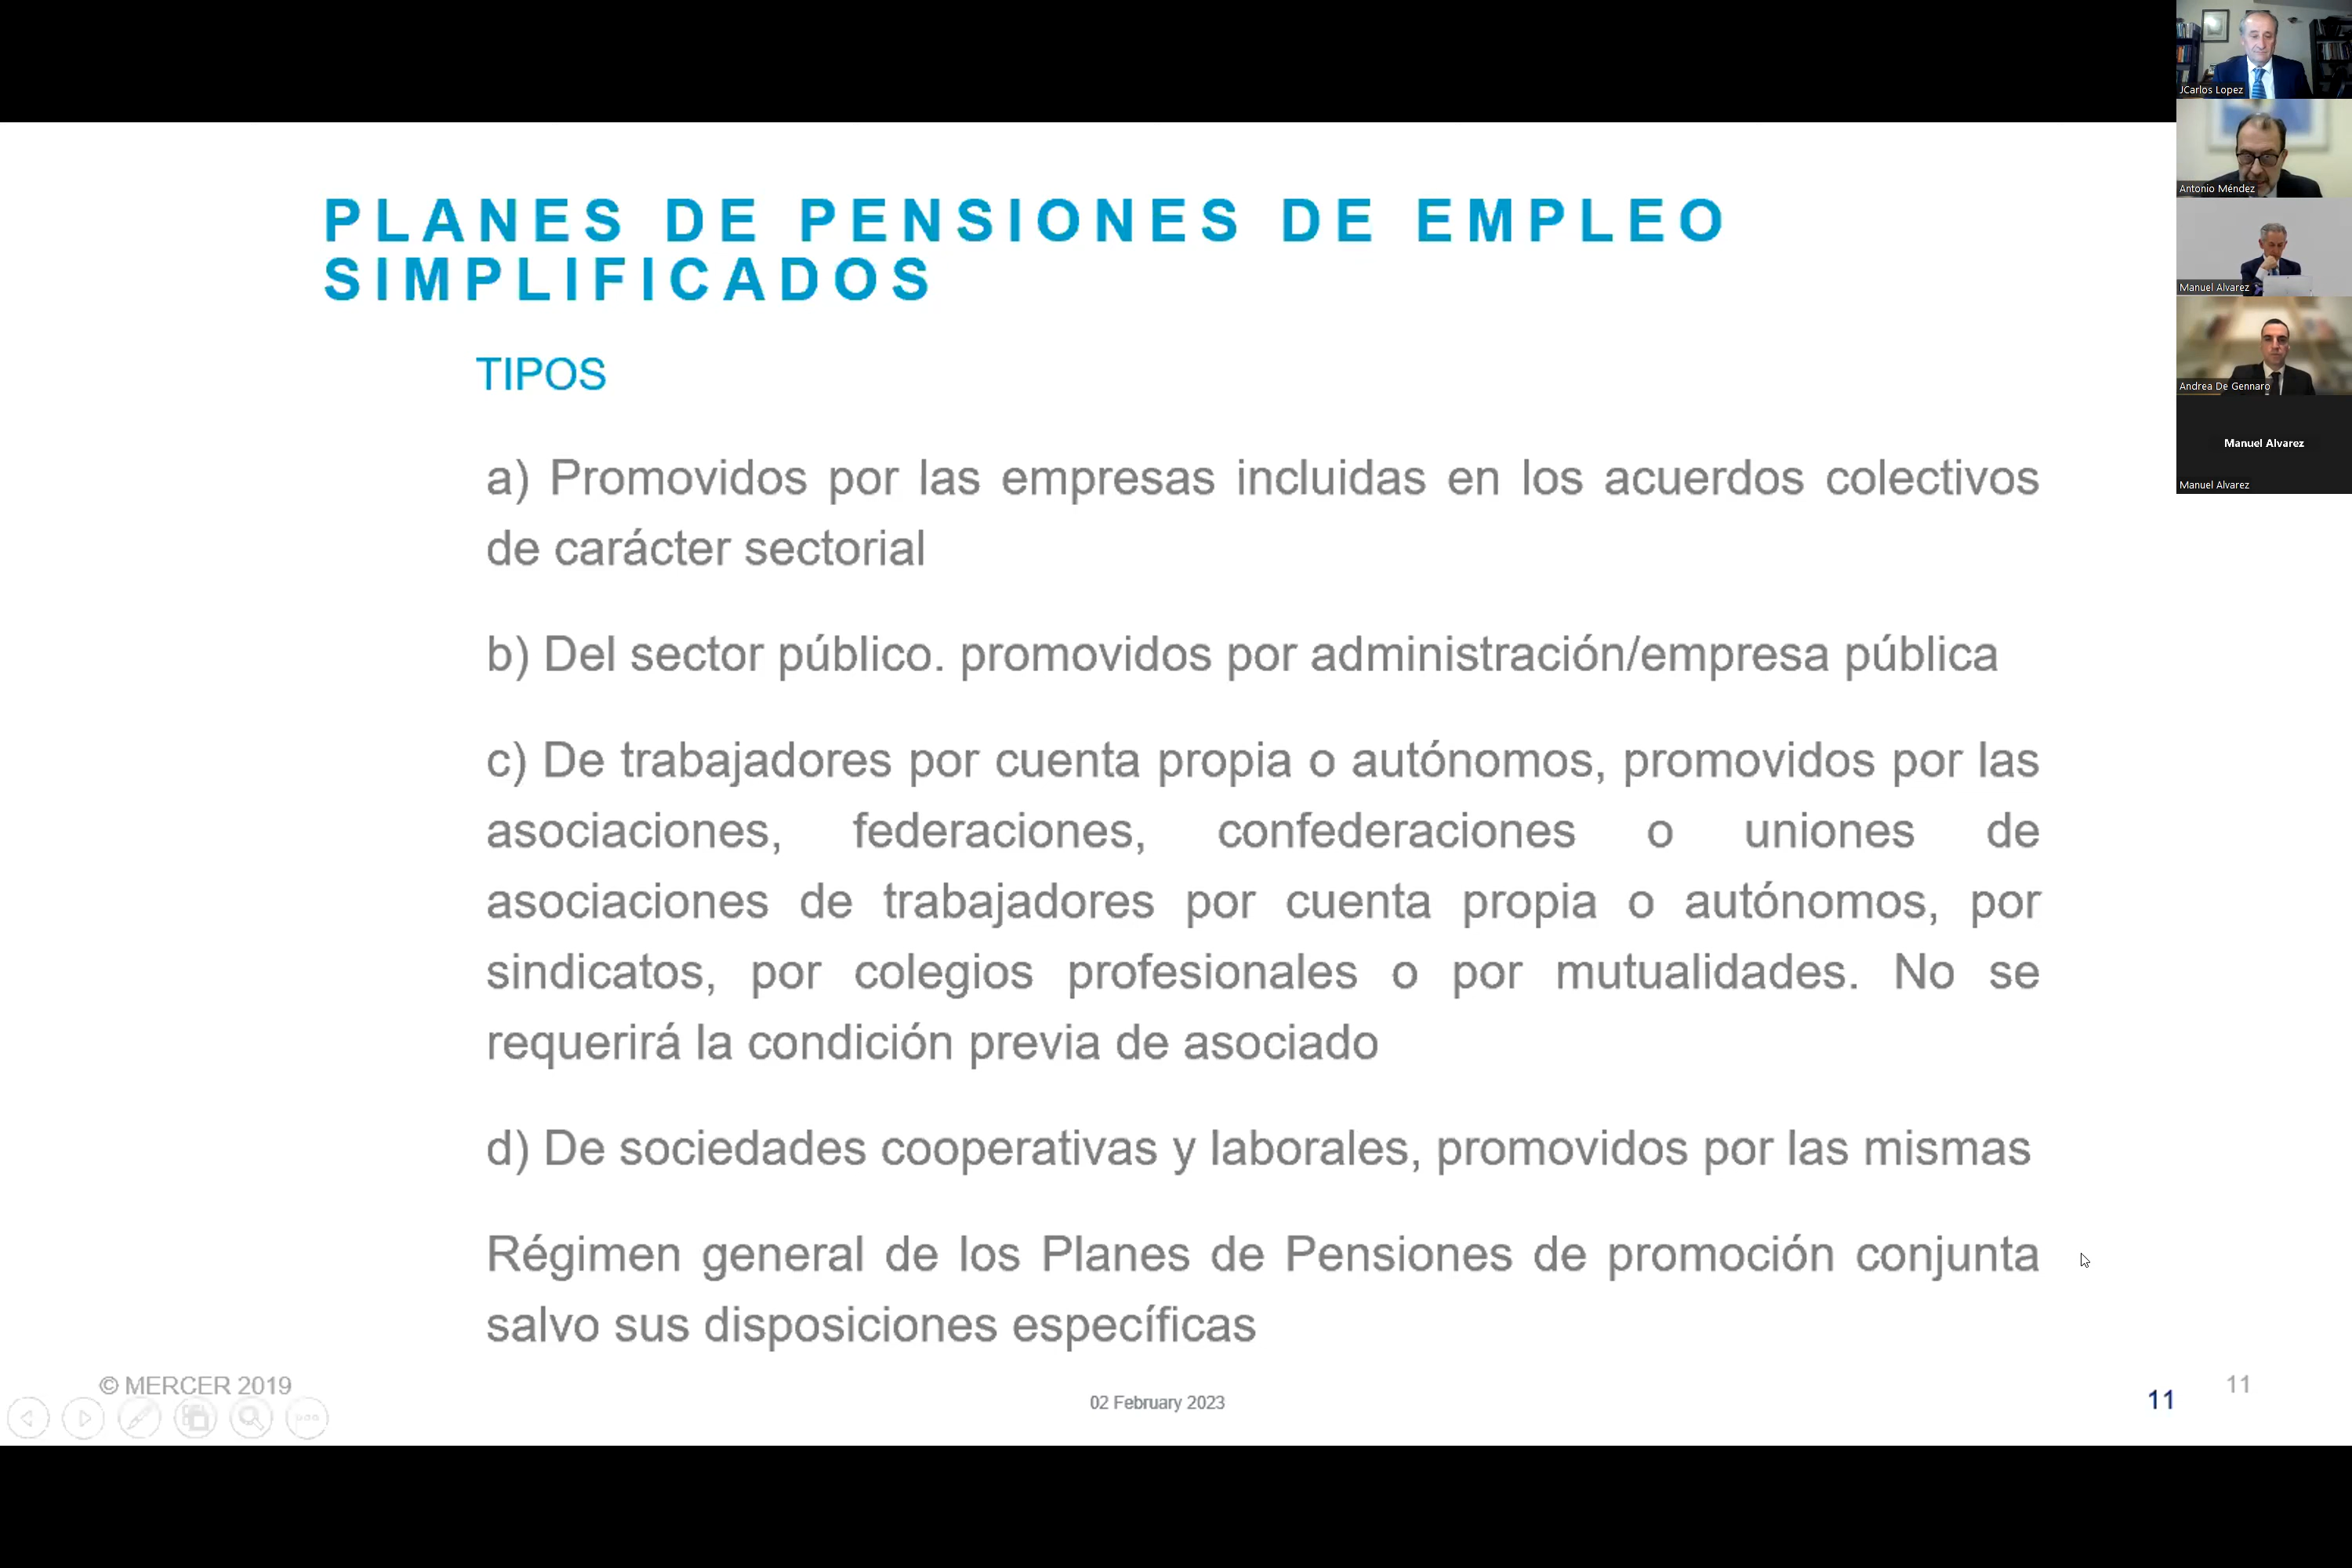 PLANES DE PENSIONES DE EMPLEO
SIMPLIFICADOS
TIPOS
a) Promovidos por las empresas incluidas en los acuerdos colectivos
de carácter sectorial
b) Del sector público. promovidos por administración/empresa pública
c) De trabajadores por cuenta propia o autónomos, promovidos por las
asociaciones, federaciones, confederaciones o uniones de
asociaciones de trabajadores por cuenta propia o autónomos, por
sindicatos, por colegios profesionales o por mutualidades. No se
requerirá la condición previa de asociado
d) De sociedades cooperativas y laborales, promovidos por las mismas
Régimen general de los Planes de Pensiones de promoción conjunta
salvo sus disposiciones específicas
© MERCER 2019
02 February 2023
11
11
JCarlos Lopez
Antonio Méndez
Manuel Alvarez
Andrea De Gennaro
Manuel Alvarez
Manuel Alvarez